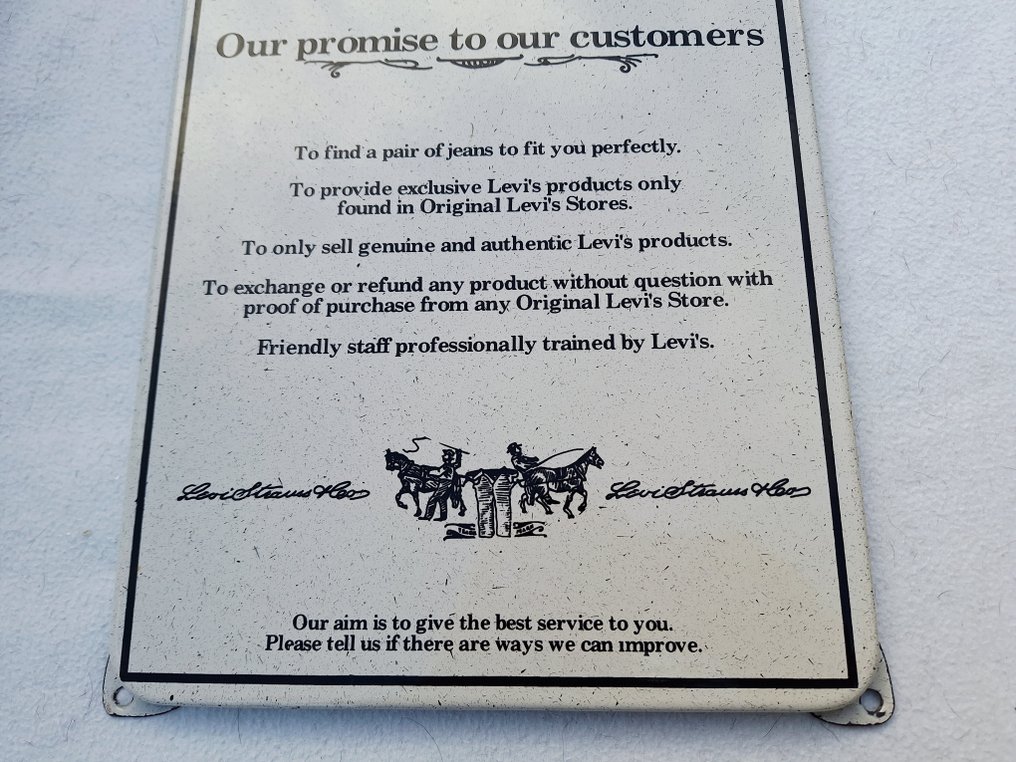 Our promise to our customers
To find a pair of jeans to fit you perfectly.
To provide exclusive Levi's products only
found in Original Levi's Stores.
To only sell genuine and authentic Levi's products.
To exchange or refund any product without question with
proof of purchase from any Original Levi's Store.
Friendly staff professionally trained by Levi's.
Levi Strauss & Co Levi Strauss & Co
Our aim is to give the best service to you.
Please tell us if there are ways we can improve.